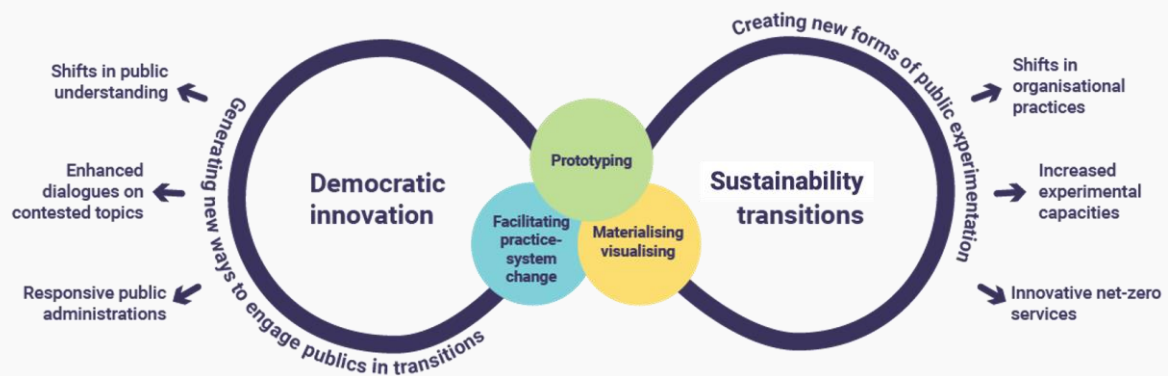 Shifts in public
understanding
Enhanced
dialogues on
contested topics
Responsive public
administrations
Generating new ways to engage publics in transitions
Democratic
innovation
Prototyping
Facilitating
practice-
system
change
Materialising
visualising
Sustainability
transitions
Creating new forms of public experimentation
Shifts in
organisational
practices
Increased
experimental
capacities
Innovative net-zero
services